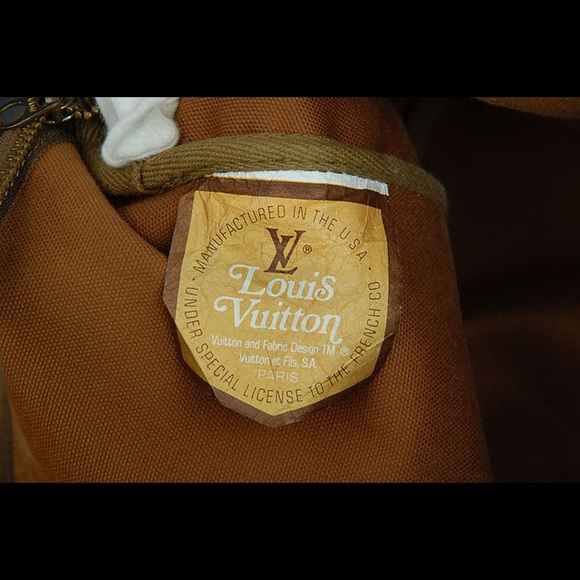 · MANUFACTURED IN THE U.S.A. ·
LV ®
Louis
Vuitton
Vuitton and Fabric Design TM ®
Vuitton et Fils, S.A.
PARIS
UNDER SPECIAL LICENSE TO THE FRENCH CO